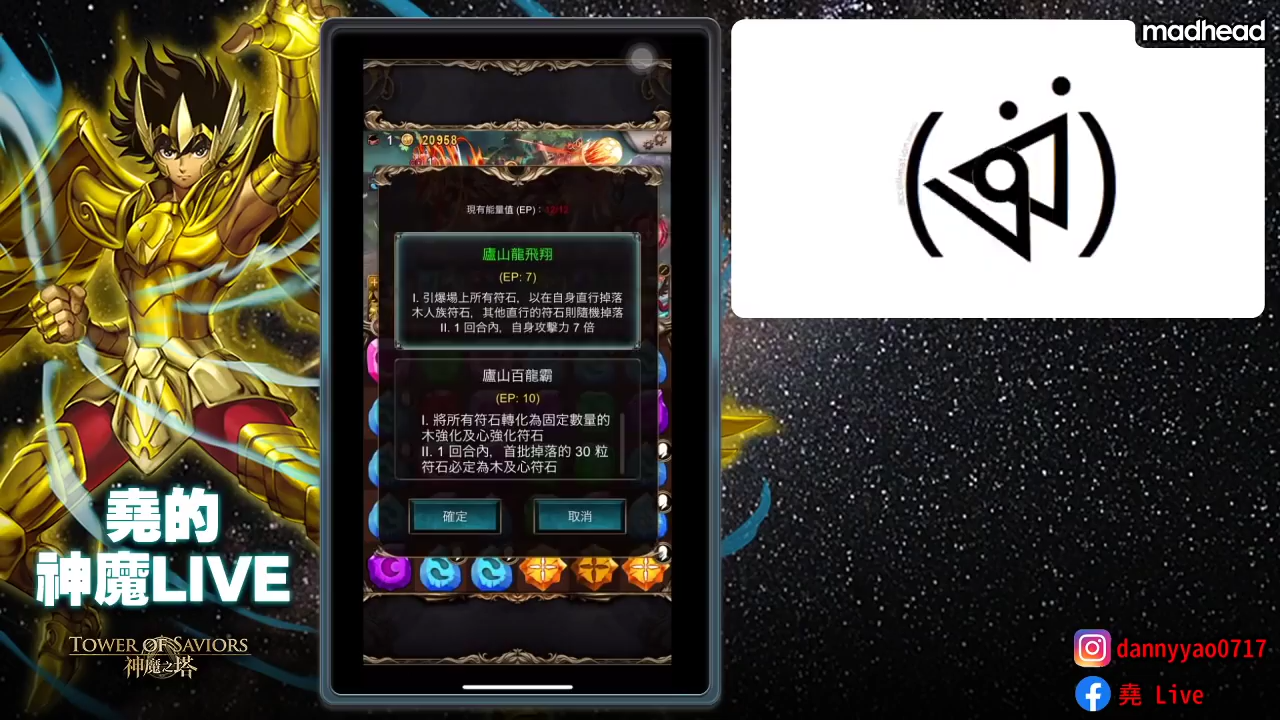 madhead
1
20958
現有能量值 (EP)：12/12
廬山龍飛翔
(EP: 7)
I. 引爆場上所有符石，以在自身直行掉落
木人族符石，其他直行的符石則隨機掉落
II. 1 回合內，自身攻擊力 7 倍
廬山百龍霸
(EP: 10)
I. 將所有符石轉化為固定數量的
木強化及心強化符石
II. 1 回合內，首批掉落的 30 粒
符石必定為木及心符石
確定
取消
堯的
神魔LIVE
TOWER OF SAVIORS
神魔之塔
dannyyao0717
堯 Live